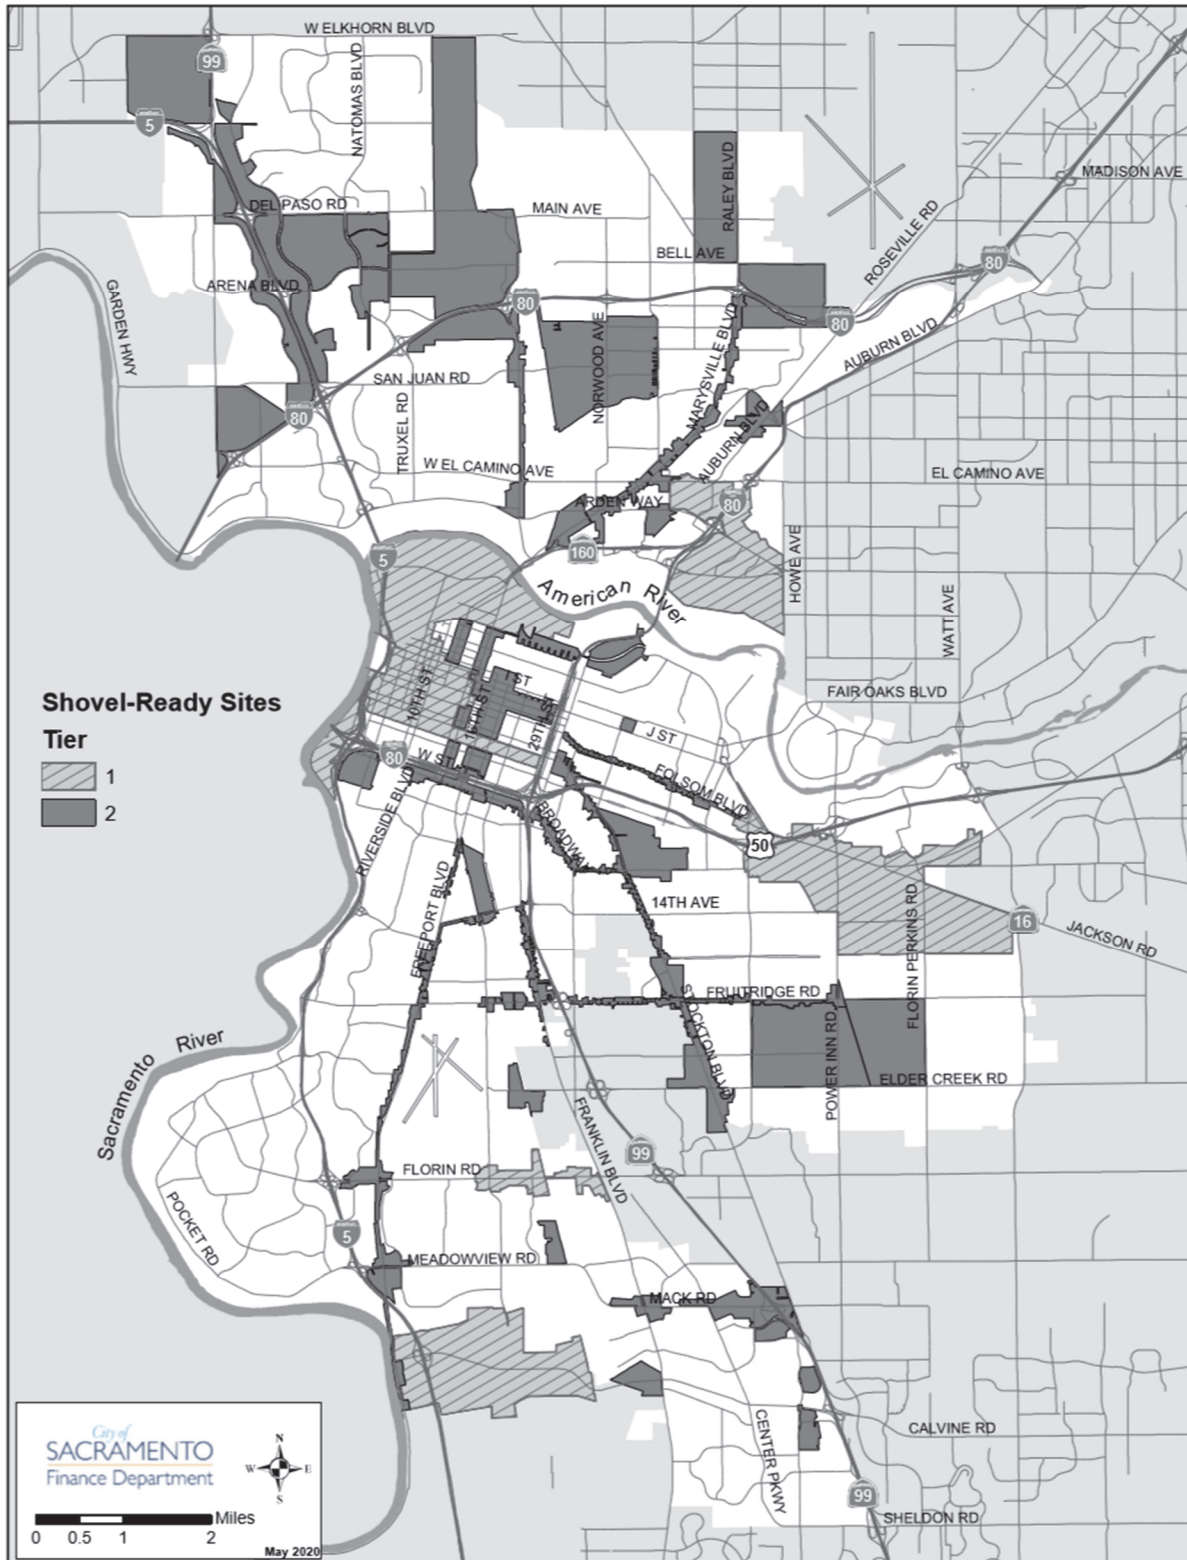 W ELKHORN BLVD
99
NATOMAS BLVD
5
RALEY BLVD
MADISON AVE
DEL PASO RD
MAIN AVE
ROSEVILLE RD
BELL AVE
80
ARENA BLVD
GARDEN HWY
80
80
NORWOOD AVE
MARYSVILLE BLVD
AUBURN BLVD
SAN JUAN RD
80
TRUXEL RD
AUBURN BLVD
W EL CAMINO AVE
EL CAMINO AVE
ARDEN WAY
80
5
160
HOWE AVE
American River
WATT AVE
Shovel-Ready Sites
Tier
1
2
10TH ST
I ST
16TH ST
29TH ST
FAIR OAKS BLVD
J ST
80
W ST
FOLSOM BLVD
RIVERSIDE BLVD
BROADWAY
50
FREEPORT BLVD
14TH AVE
FLORIN PERKINS RD
16
JACKSON RD
FRUITRIDGE RD
STOCKTON BLVD
POWER INN RD
Sacramento River
ELDER CREEK RD
FRANKLIN BLVD
99
FLORIN RD
POCKET RD
5
MEADOWVIEW RD
MACK RD
CENTER PKWY
CALVINE RD
99
SHELDON RD
City of
SACRAMENTO
Finance Department
N
W E
S
Miles
0 0.5 1 2
May 2020